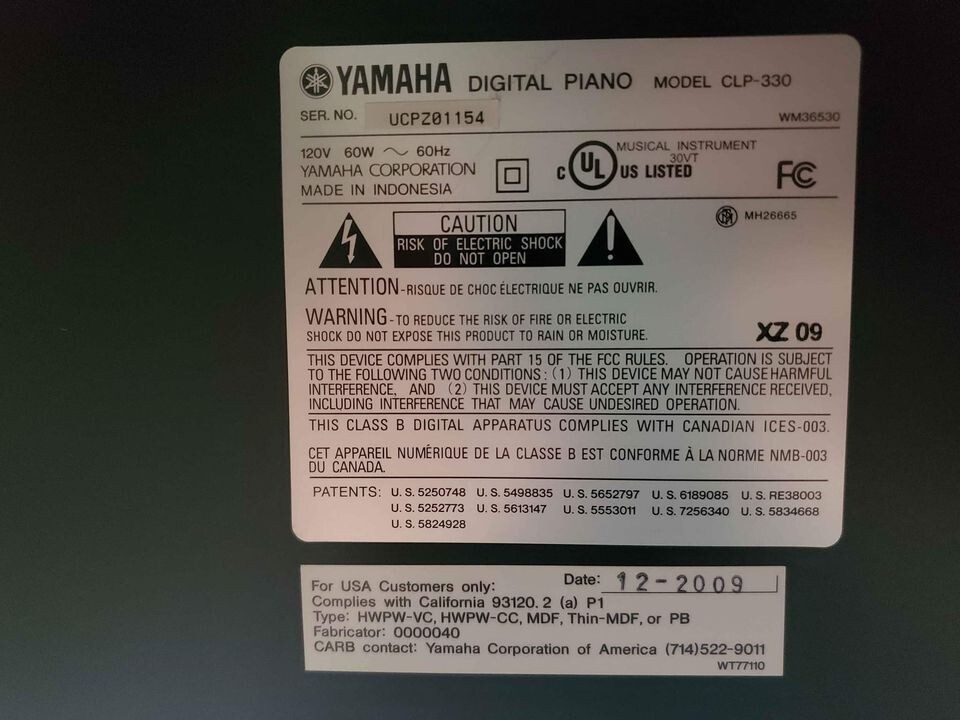 YAMAHA DIGITAL PIANO MODEL CLP-330
SER. NO. UCPZ01154 WM36530
120V 60W 60Hz
YAMAHA CORPORATION
MADE IN INDONESIA
C UL US LISTED
MUSICAL INSTRUMENT
30VT
FC
MH26665
CAUTION
RISK OF ELECTRIC SHOCK
DO NOT OPEN
ATTENTION-RISQUE DE CHOC ÉLECTRIQUE NE PAS OUVRIR.
WARNING-TO REDUCE THE RISK OF FIRE OR ELECTRIC
SHOCK DO NOT EXPOSE THIS PRODUCT TO RAIN OR MOISTURE.
XZ 09
THIS DEVICE COMPLIES WITH PART 15 OF THE FCC RULES. OPERATION IS SUBJECT
TO THE FOLLOWING TWO CONDITIONS: (1) THIS DEVICE MAY NOT CAUSE HARMFUL
INTERFERENCE, AND (2) THIS DEVICE MUST ACCEPT ANY INTERFERENCE RECEIVED,
INCLUDING INTERFERENCE THAT MAY CAUSE UNDESIRED OPERATION.
THIS CLASS B DIGITAL APPARATUS COMPLIES WITH CANADIAN ICES-003.
CET APPAREIL NUMÉRIQUE DE LA CLASSE B EST CONFORME À LA NORME NMB-003
DU CANADA.
PATENTS: U.S. 5250748 U.S. 5498835 U.S. 5652797 U.S. 6189085 U.S. RE38003
U.S. 5252773 U.S. 5613147 U.S. 5553011 U.S. 7256340 U.S. 5834668
U.S. 5824928
For USA Customers only: Date: 12-2009
Complies with California 93120.2 (a) P1
Type: HWPW-VC, HWPW-CC, MDF, Thin-MDF, or PB
Fabricator: 0000040
CARB contact: Yamaha Corporation of America (714)522-9011
WT77110